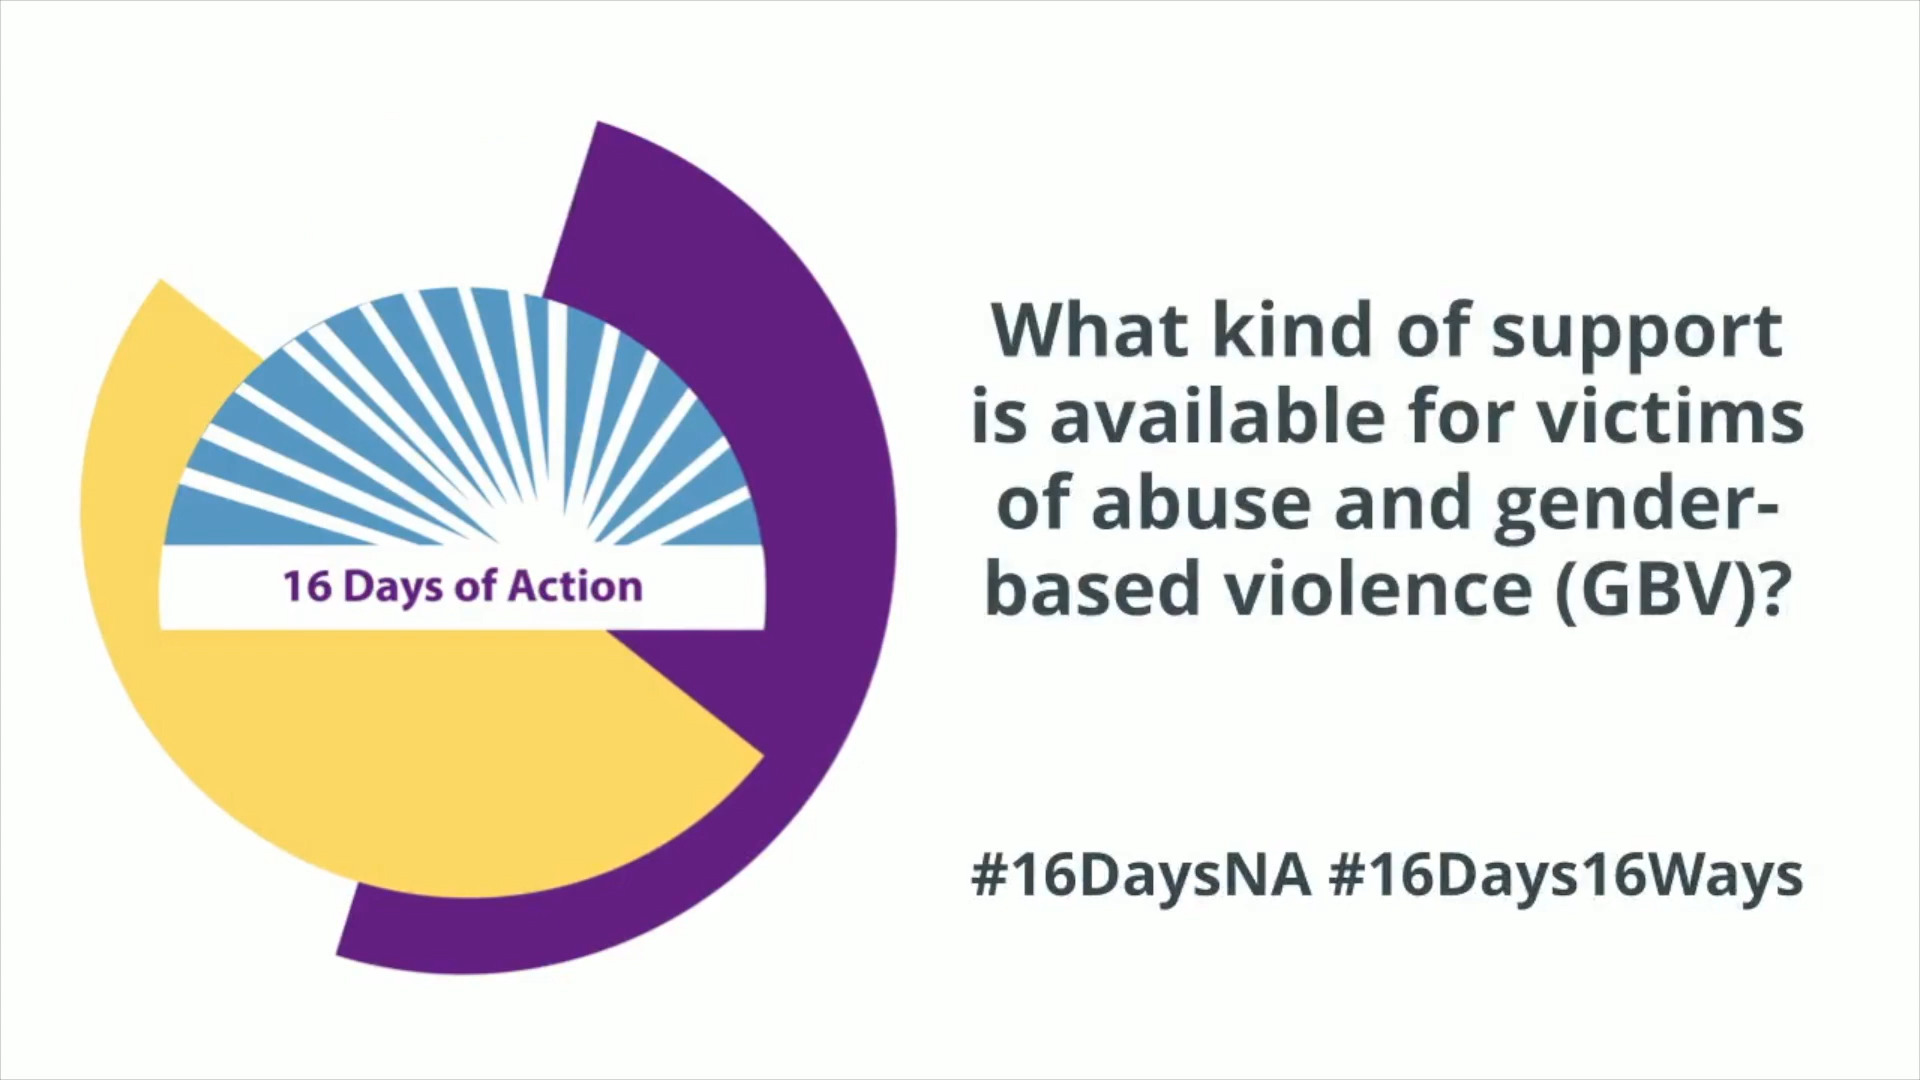 16 Days of Action
What kind of support
is available for victims
of abuse and gender-
based violence (GBV)?
#16DaysNA #16Days16Ways